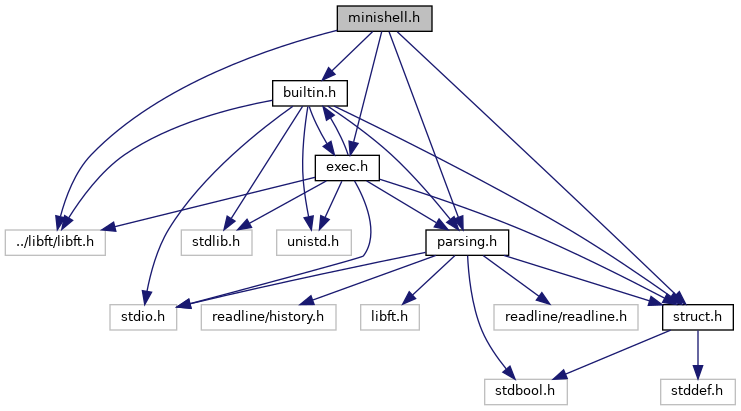 minishell.h
builtin.h
exec.h
../libft/libft.h
stdlib.h
unistd.h
parsing.h
stdio.h
readline/history.h
libft.h
readline/readline.h
struct.h
stdbool.h
stddef.h